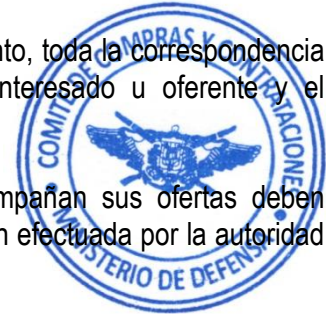 nto, toda la correspondencia
nteresado u oferente y el
mpañan sus ofertas deben
n efectuada por la autoridad
COMITÉ DE COMPRAS Y CONTRATACIONES
MINISTERIO DE DEFENSA